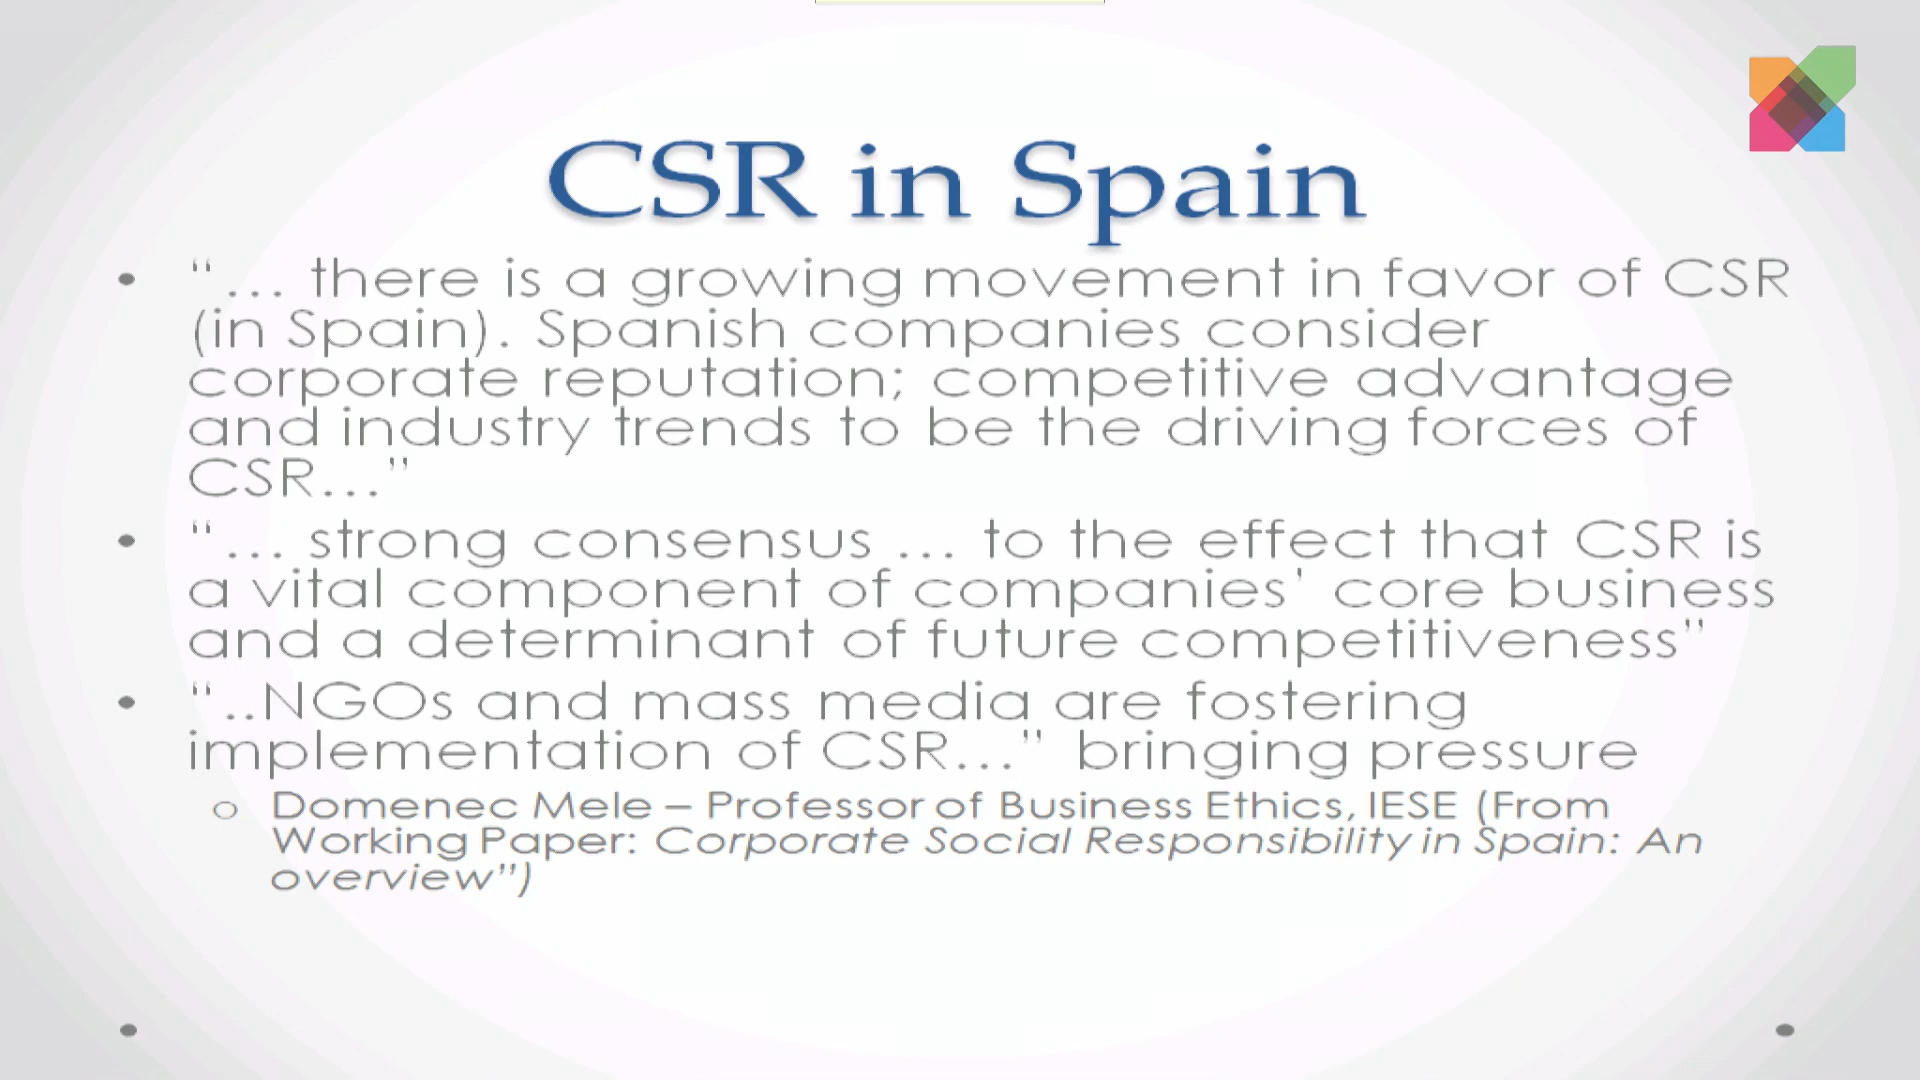 CSR in Spain
• “… there is a growing movement in favor of CSR
(in Spain). Spanish companies consider
corporate reputation; competitive advantage
and industry trends to be the driving forces of
CSR…”
• “… strong consensus … to the effect that CSR is
a vital component of companies’ core business
and a determinant of future competitiveness”
• “..NGOs and mass media are fostering
implementation of CSR…” bringing pressure
o Domenec Mele – Professor of Business Ethics, IESE (From
Working Paper: Corporate Social Responsibility in Spain: An
overview”)